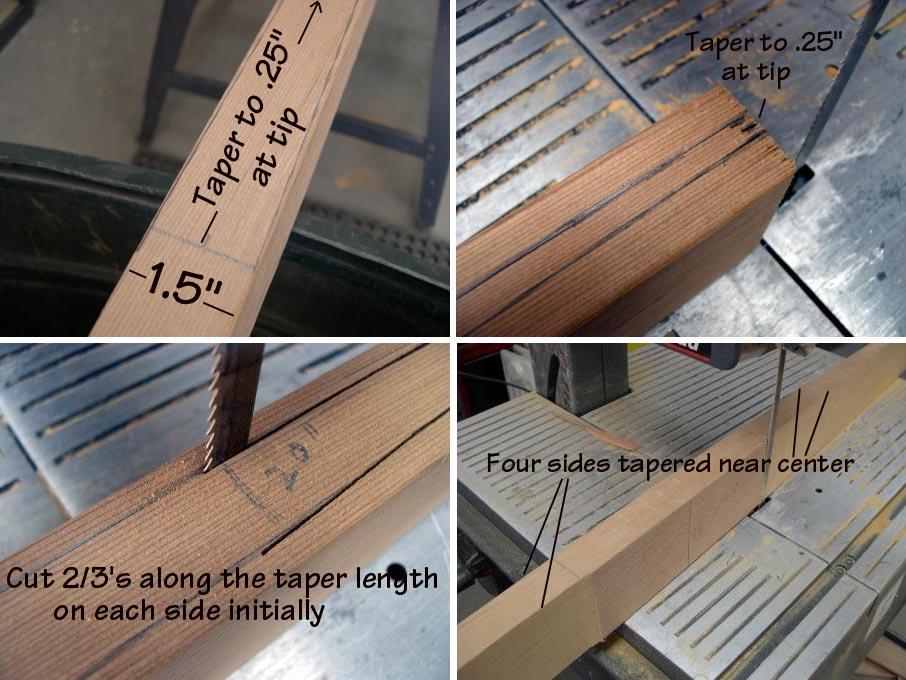 Taper to .25"
at tip
1.5"
Taper to .25"
at tip
20"
Cut 2/3's along the taper length
on each side initially
Four sides tapered near center